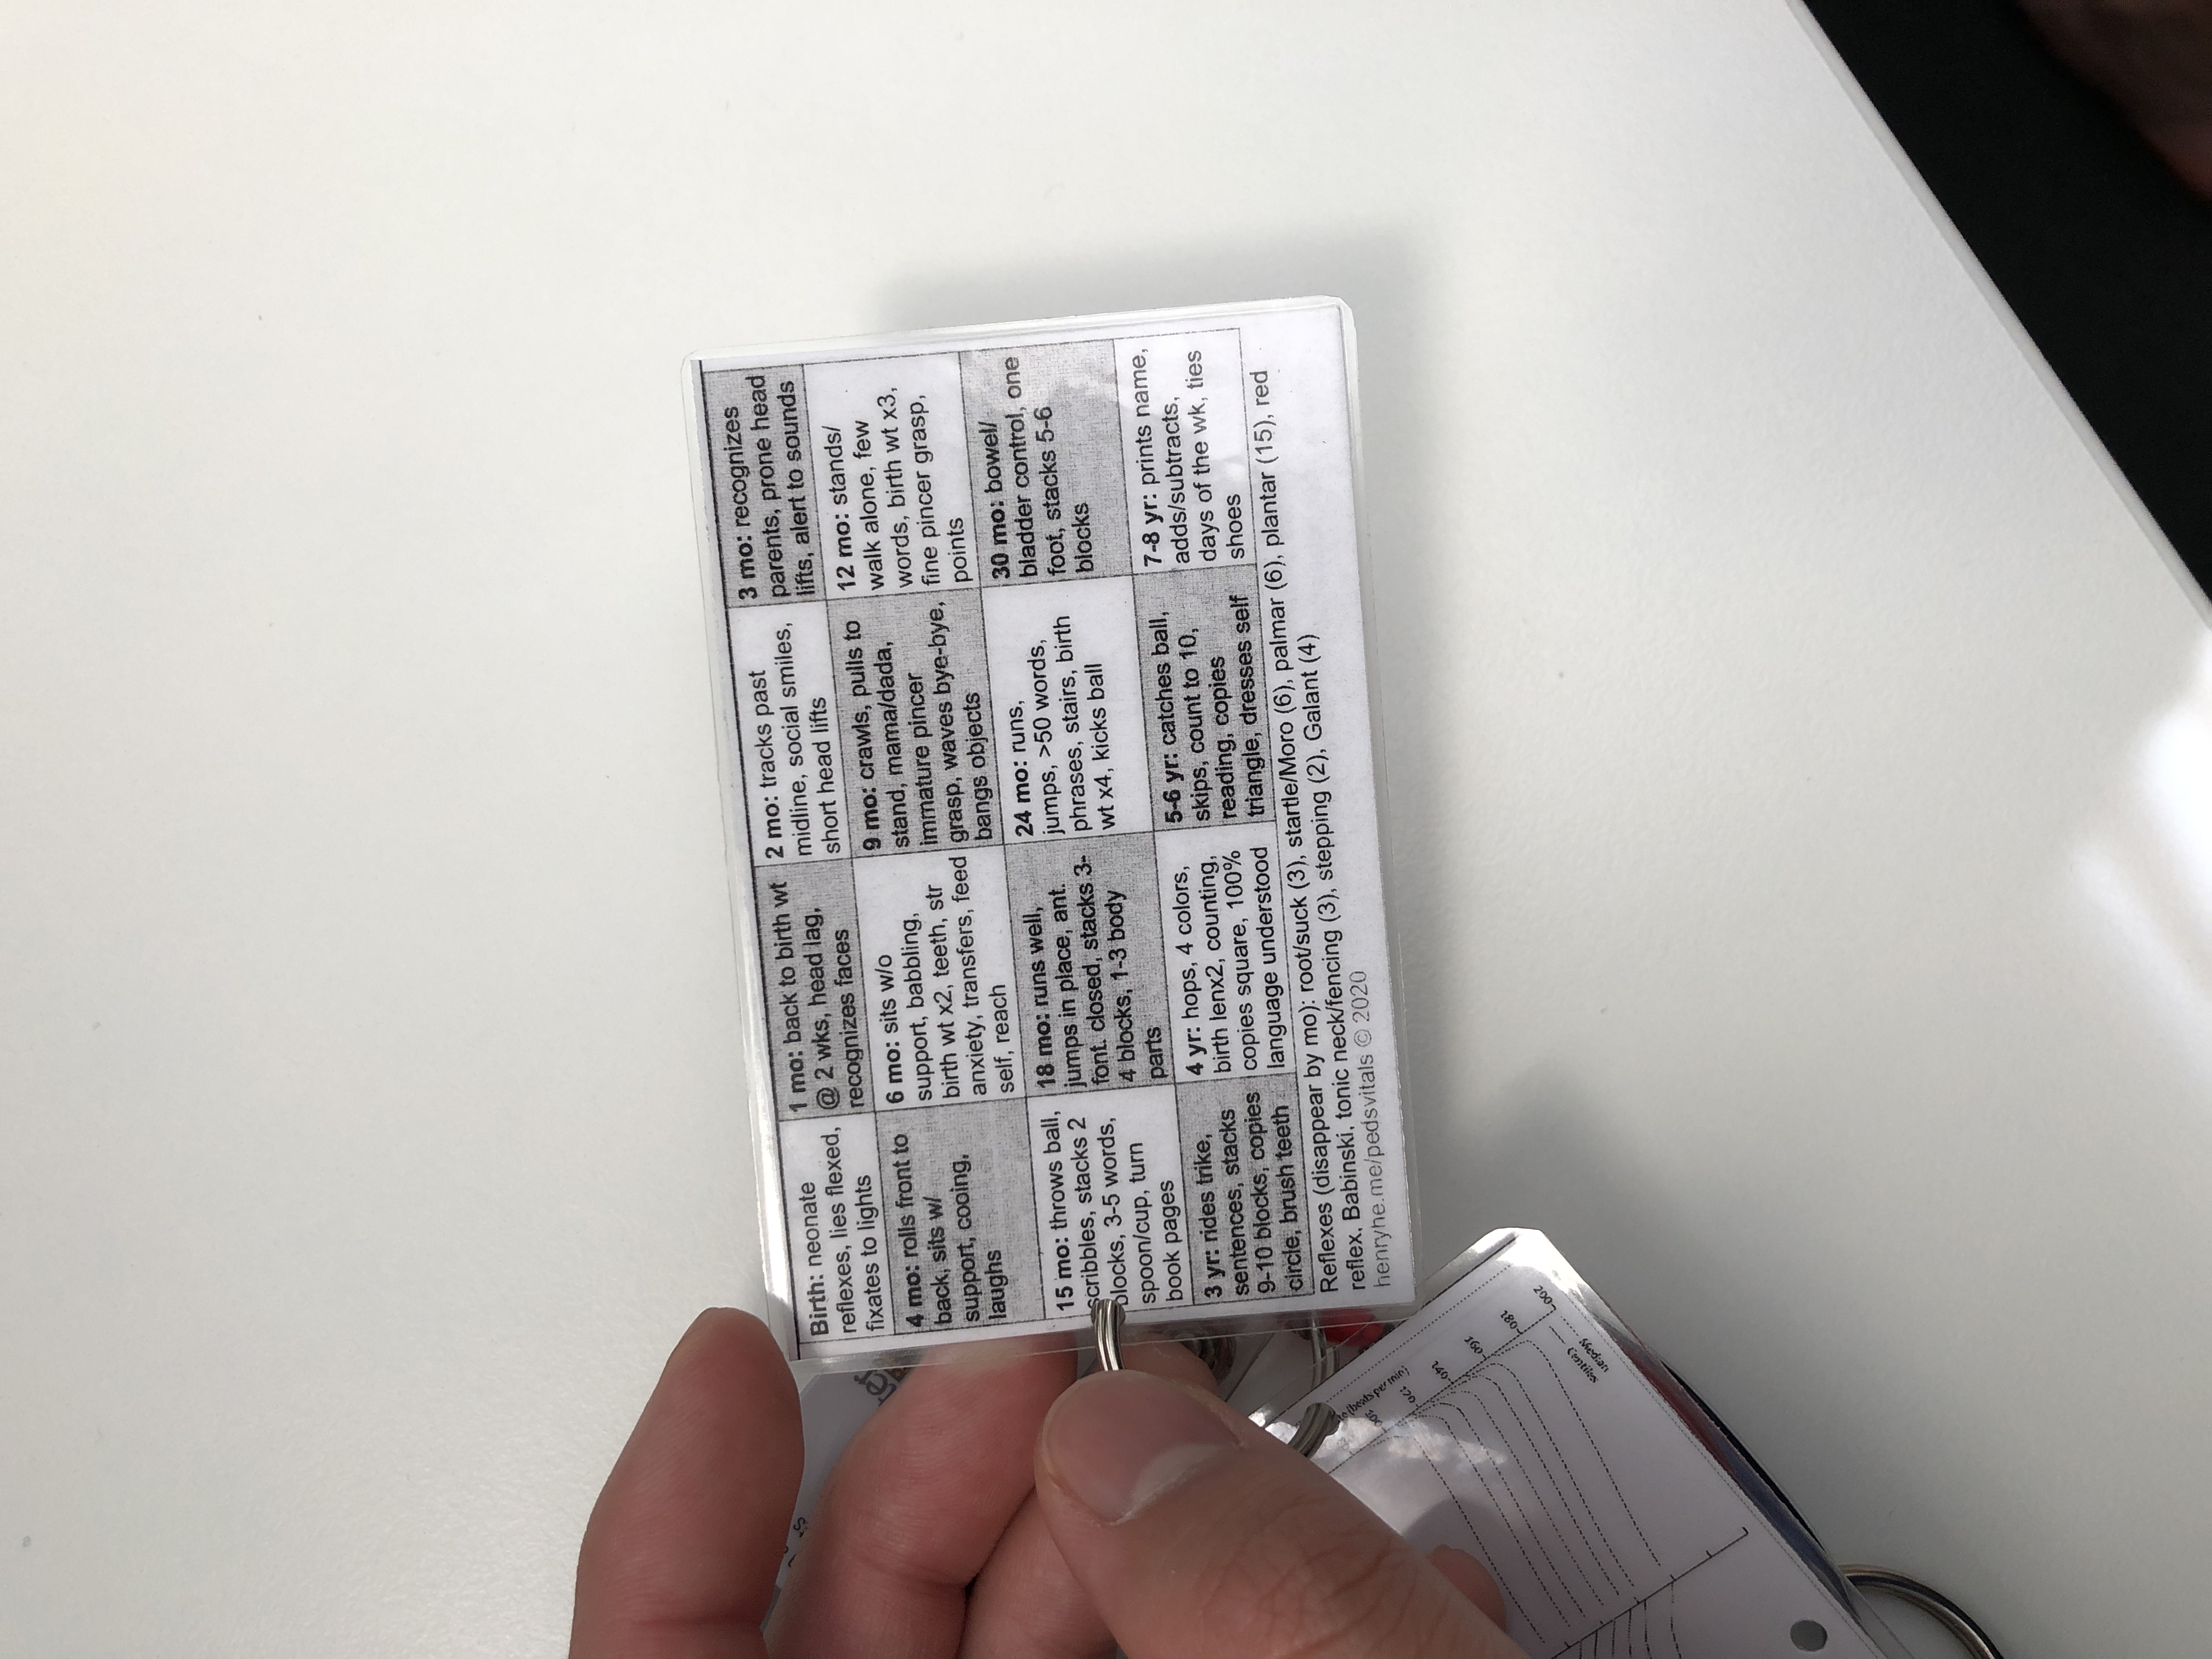 Birth: neonate
reflexes, lies flexed,
fixates to lights
1 mo: back to birth wt
@ 2 wks, head lag,
recognizes faces
2 mo: tracks past
midline, social smiles,
short head lifts
3 mo: recognizes
parents, prone head
lifts, alert to sounds
4 mo: rolls front to
back, sits w/
support, cooing,
laughs
6 mo: sits w/o
support, babbling,
birth wt x2, teeth, str
anxiety, transfers, feed
self, reach
9 mo: crawls, pulls to
stand, mama/dada,
immature pincer
grasp, waves bye-bye,
bangs objects
12 mo: stands/
walk alone, few
words, birth wt x3,
fine pincer grasp,
points
15 mo: throws ball,
scribbles, stacks 2
blocks, 3-5 words,
spoon/cup, turn
book pages
18 mo: runs well,
jumps in place, ant.
font. closed, stacks 3-
4 blocks, 1-3 body
parts
24 mo: runs,
jumps, >50 words,
phrases, stairs, birth
wt x4, kicks ball
30 mo: bowel/
bladder control, one
foot, stacks 5-6
blocks
3 yr: rides trike,
sentences, stacks
9-10 blocks, copies
circle, brush teeth
4 yr: hops, 4 colors,
birth lenx2, counting,
copies square, 100%
language understood
5-6 yr: catches ball,
skips, count to 10,
reading, copies
triangle, dresses self
7-8 yr: prints name,
adds/subtracts,
days of the wk, ties
shoes
Reflexes (disappear by mo): root/suck (3), startle/Moro (6), palmar (6), plantar (15), red
reflex, Babinski, tonic neck/fencing (3), stepping (2), Galant (4)
henryhe.me/pedsvitals © 2020
120
140
160
180
200
Median
Centiles